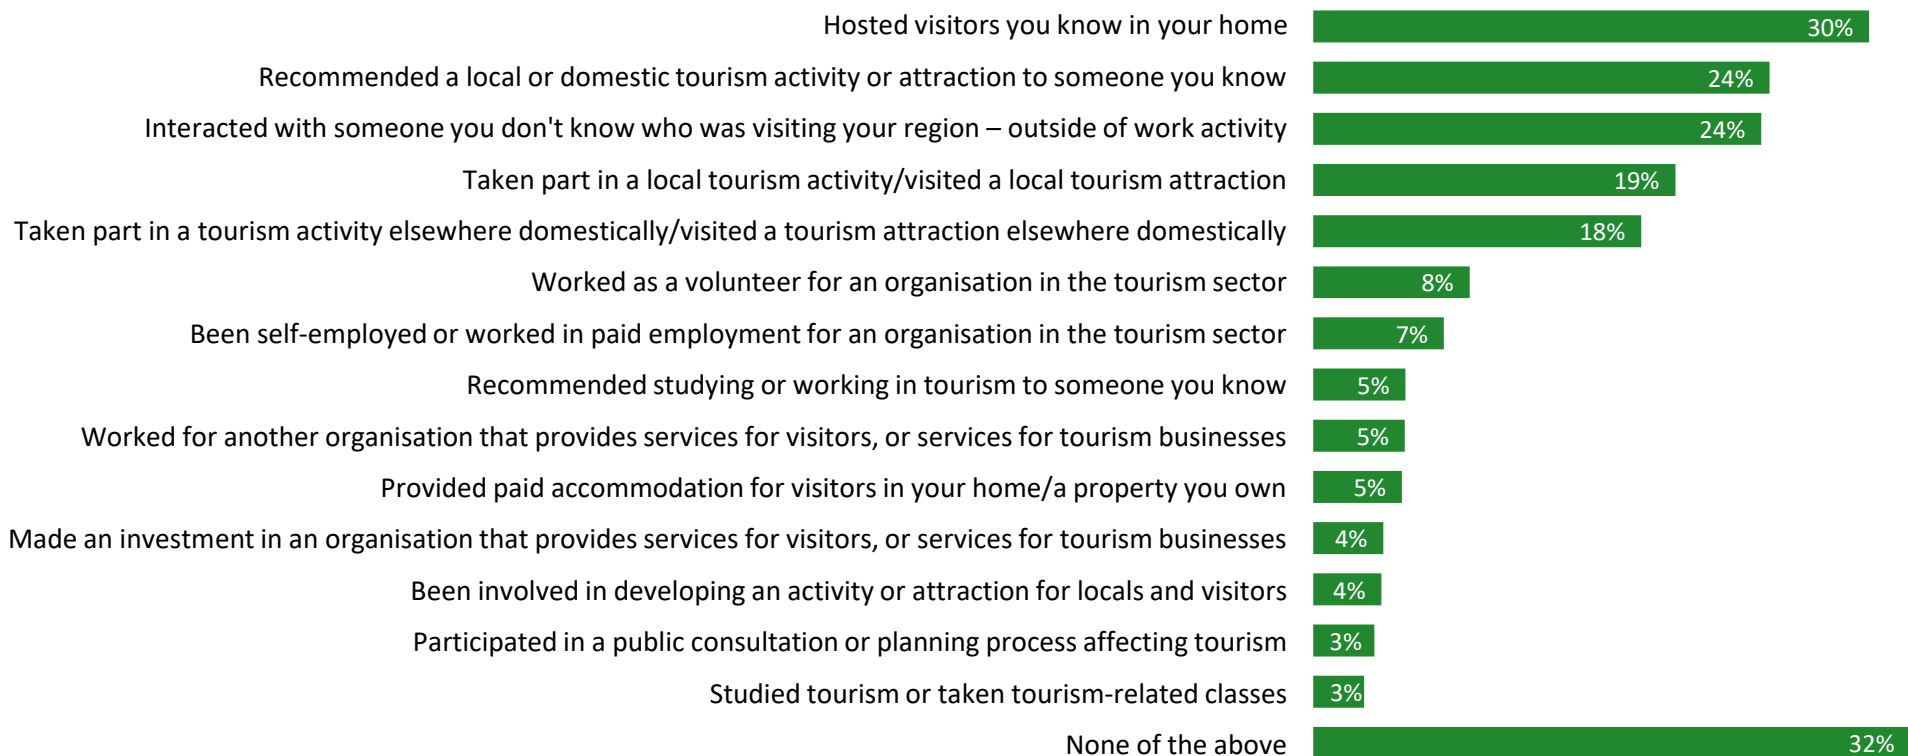 Hosted visitors you know in your home 30%
Recommended a local or domestic tourism activity or attraction to someone you know 24%
Interacted with someone you don't know who was visiting your region – outside of work activity 24%
Taken part in a local tourism activity/visited a local tourism attraction 19%
Taken part in a tourism activity elsewhere domestically/visited a tourism attraction elsewhere domestically 18%
Worked as a volunteer for an organisation in the tourism sector 8%
Been self-employed or worked in paid employment for an organisation in the tourism sector 7%
Recommended studying or working in tourism to someone you know 5%
Worked for another organisation that provides services for visitors, or services for tourism businesses 5%
Provided paid accommodation for visitors in your home/a property you own 5%
Made an investment in an organisation that provides services for visitors, or services for tourism businesses 4%
Been involved in developing an activity or attraction for locals and visitors 4%
Participated in a public consultation or planning process affecting tourism 3%
Studied tourism or taken tourism-related classes 3%
None of the above 32%